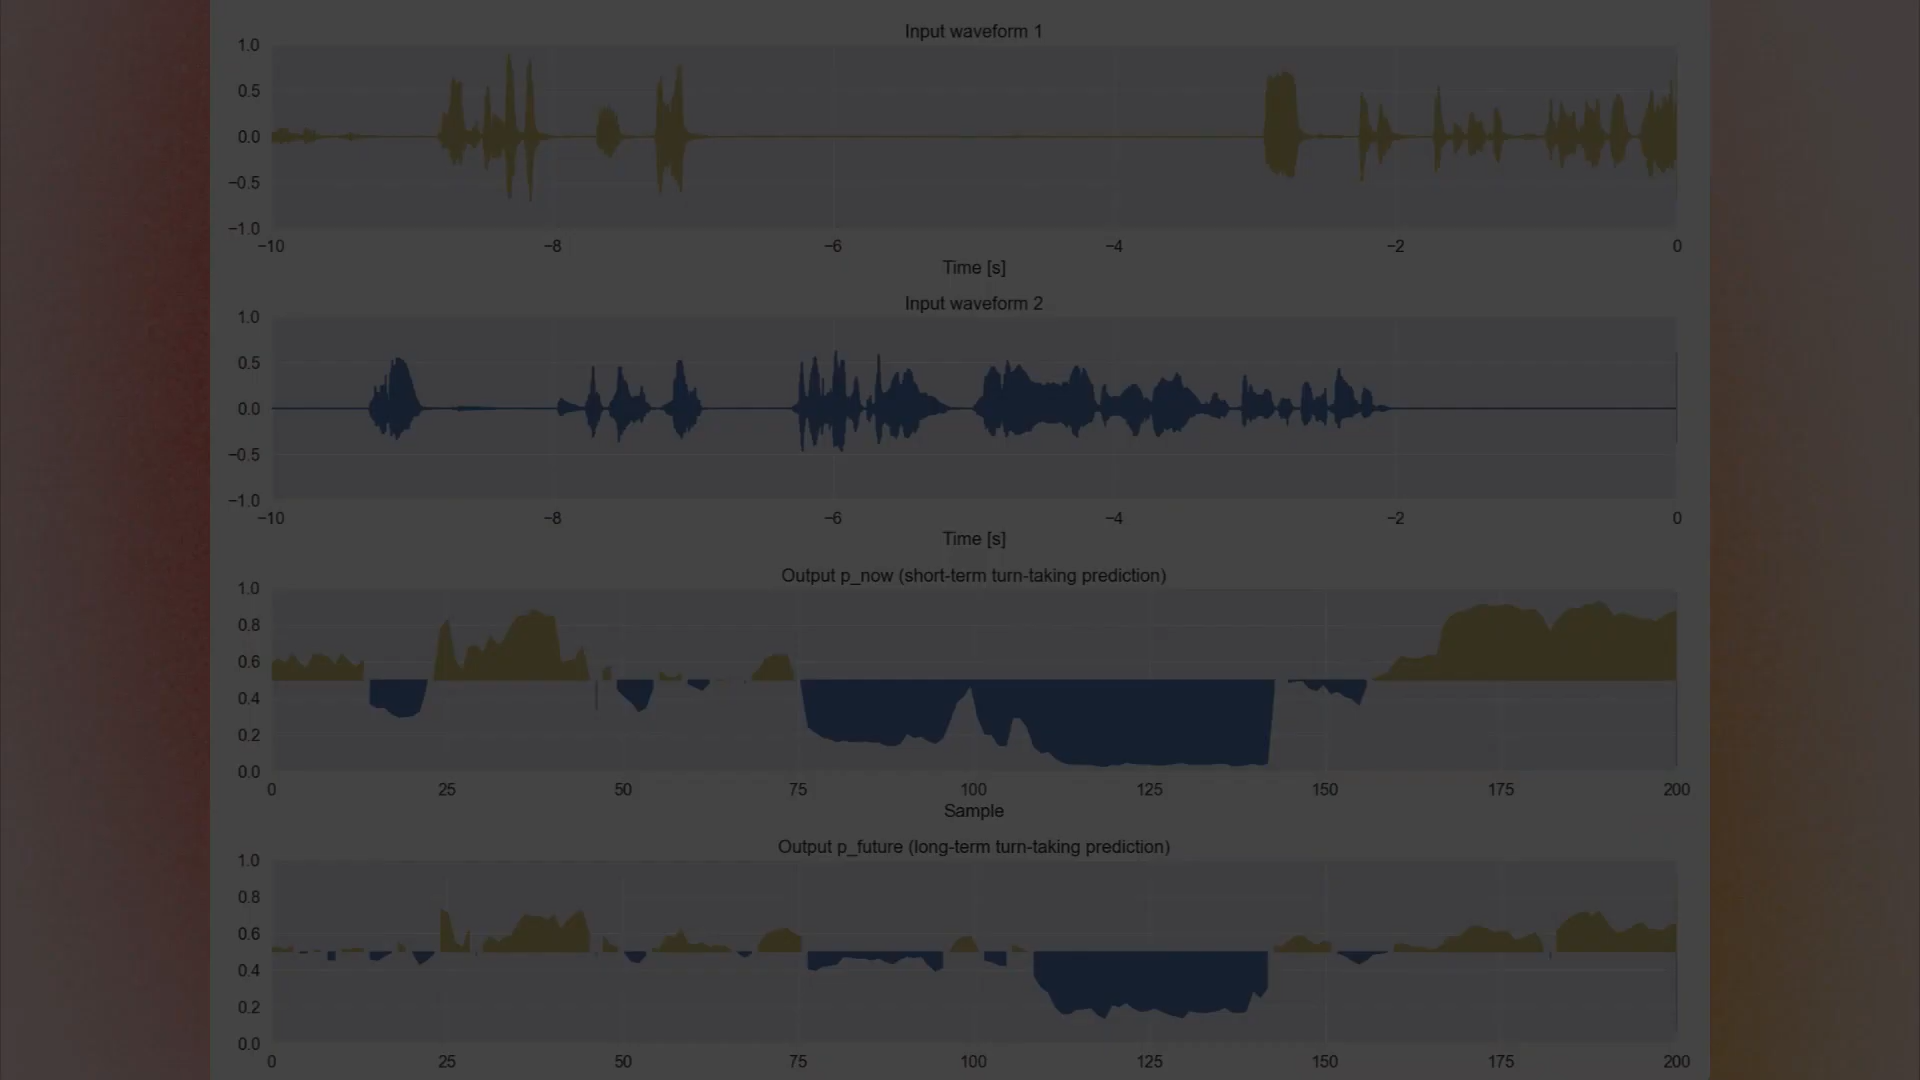 Input waveform 1
1.0
0.5
0.0
−0.5
−1.0
−10 −8 −6 −4 −2 0
Time [s]
Input waveform 2
1.0
0.5
0.0
−0.5
−1.0
−10 −8 −6 −4 −2 0
Time [s]
Output p_now (short-term turn-taking prediction)
1.0
0.8
0.6
0.4
0.2
0.0
0 25 50 75 100 125 150 175 200
Sample
Output p_future (long-term turn-taking prediction)
1.0
0.8
0.6
0.4
0.2
0.0
0 25 50 75 100 125 150 175 200